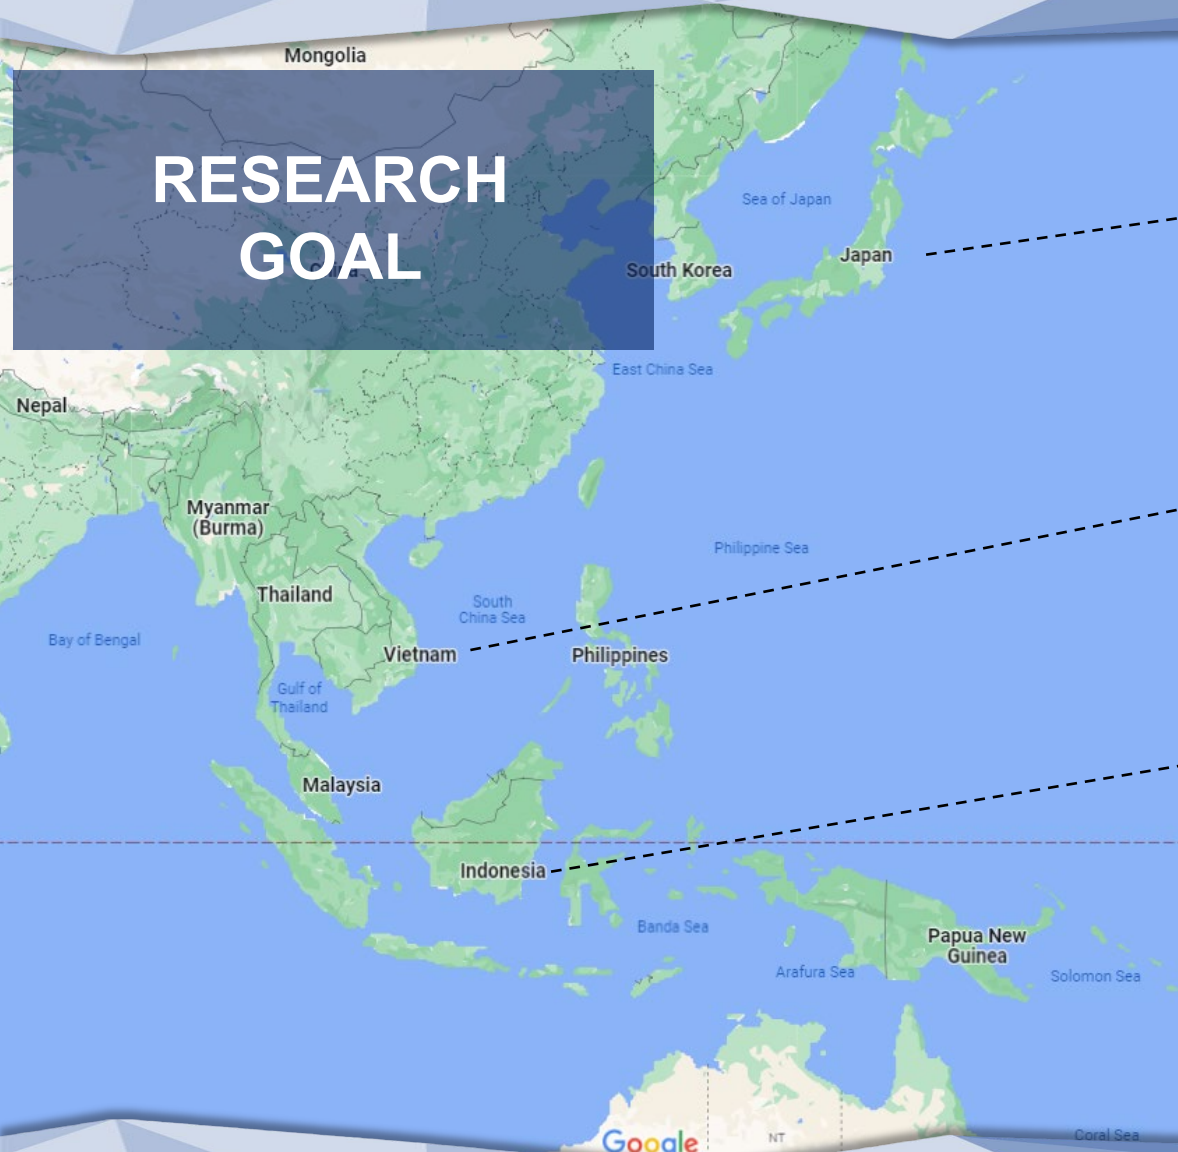 Mongolia
RESEARCH
GOAL
China
Sea of Japan
Japan
South Korea
East China Sea
Nepal
Myanmar
(Burma)
Philippine Sea
Thailand
South
China Sea
Bay of Bengal
Vietnam
Philippines
Gulf of
Thailand
Malaysia
Indonesia
Banda Sea
Papua New
Guinea
Arafura Sea
Solomon Sea
Coral Sea
NT
Google